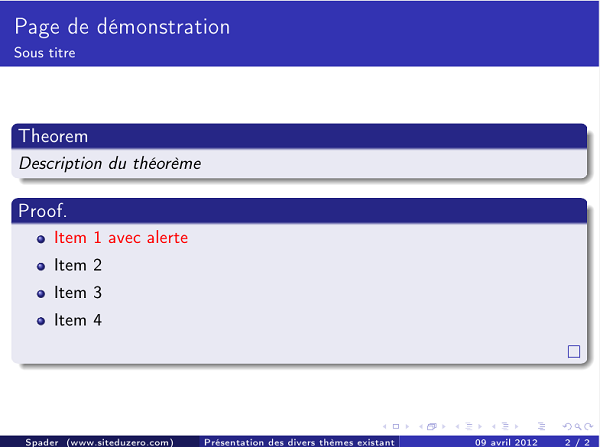 Page de démonstration
Sous titre
Theorem
Description du théorème
Proof.
Item 1 avec alerte
Item 2
Item 3
Item 4
Spader (www.siteduzero.com) Présentation des divers thèmes existant 09 avril 2012 2 / 2